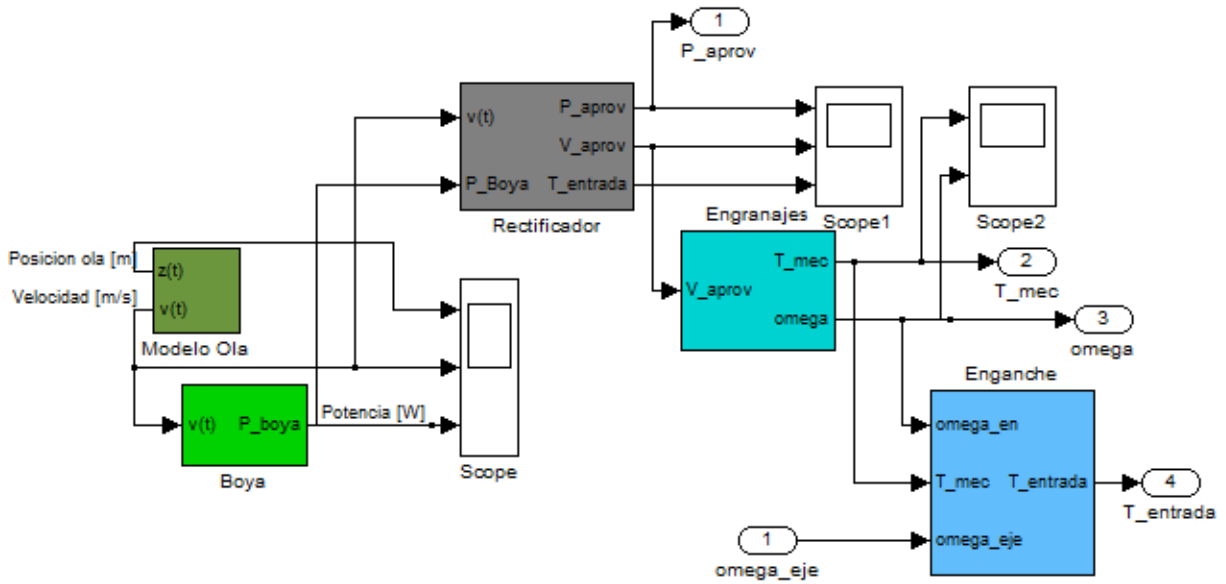 1
P_aprov
v(t)
P_Boya
P_aprov
V_aprov
T_entrada
Rectificador
Scope1
Scope2
Engranajes
V_aprov
T_mec
omega
2
T_mec
3
omega
Posicion ola [m]
Velocidad [m/s]
z(t)
v(t)
Modelo Ola
v(t)
P_boya
Boya
Potencia [W]
Scope
Enganche
omega_en
T_mec
omega_eje
T_entrada
4
T_entrada
1
omega_eje